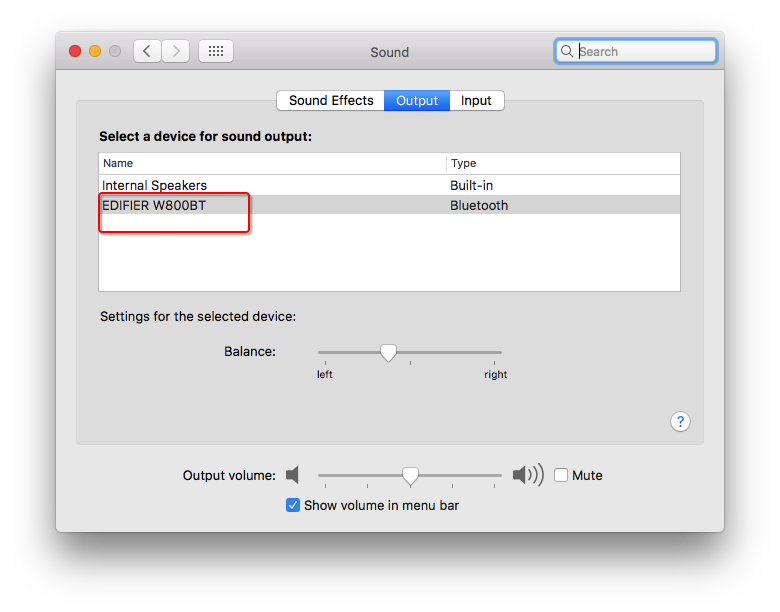 Sound
Search
Sound Effects Output Input
Select a device for sound output:
Name Type
Internal Speakers Built-in
EDIFIER W800BT Bluetooth
Settings for the selected device:
Balance:
left right
?
Output volume: Mute
Show volume in menu bar